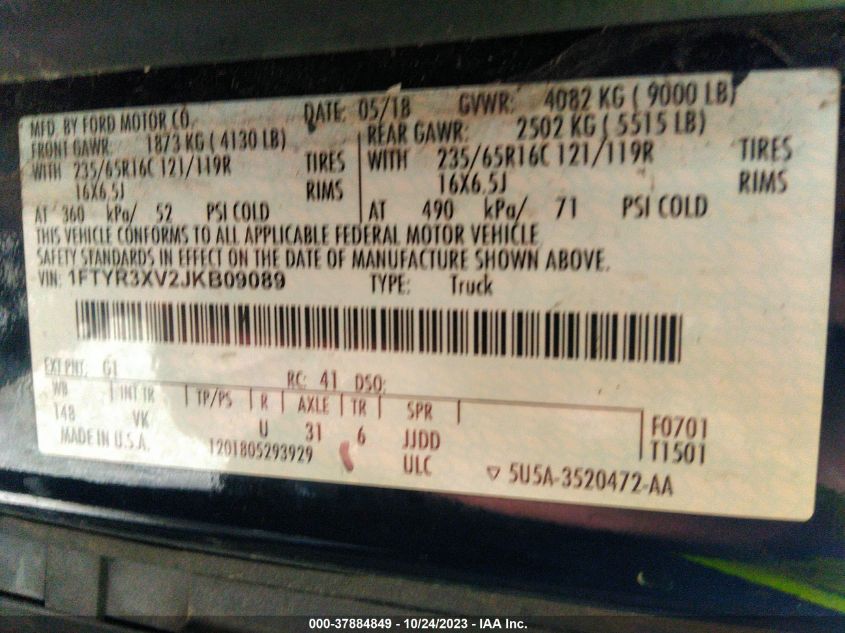 MFD. BY FORD MOTOR CO. DATE: 05/18 GVWR: 4082 KG ( 9000 LB)
FRONT GAWR: 1873 KG ( 4130 LB) REAR GAWR: 2502 KG ( 5515 LB)
WITH 235/65R16C 121/119R TIRES WITH 235/65R16C 121/119R TIRES
16X6.5J RIMS 16X6.5J RIMS
AT 360 kPa/ 52 PSI COLD AT 490 kPa/ 71 PSI COLD
THIS VEHICLE CONFORMS TO ALL APPLICABLE FEDERAL MOTOR VEHICLE
SAFETY STANDARDS IN EFFECT ON THE DATE OF MANUFACTURE SHOWN ABOVE.
VIN: 1FTYR3XV2JKB09089 TYPE: Truck
EXT PNT: G1 RC: 41 DSO:
WB INT TR TP/PS R AXLE TR SPR F0701
148 VK U 31 6 JJDD T1501
MADE IN U.S.A. 1201805293929 ULC ▽ 5U5A-3520472-AA
000-37884849 - 10/24/2023 - IAA Inc.